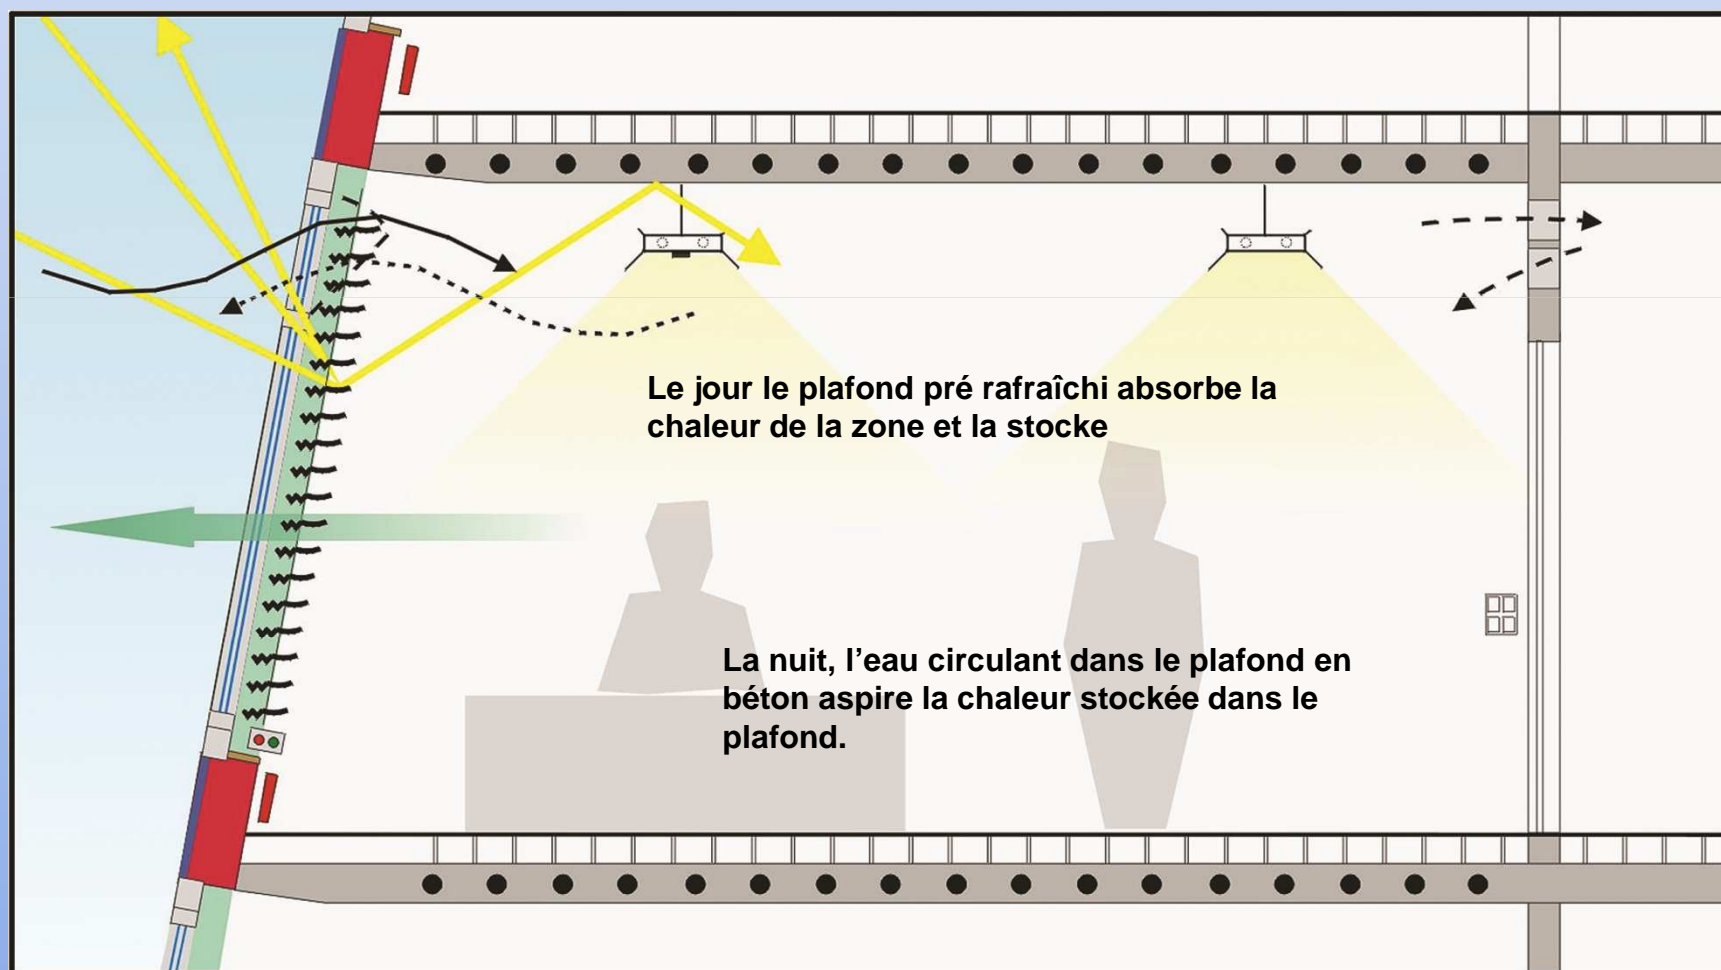 Le jour le plafond pré rafraîchi absorbe la
chaleur de la zone et la stocke
La nuit, l’eau circulant dans le plafond en
béton aspire la chaleur stockée dans le
plafond.